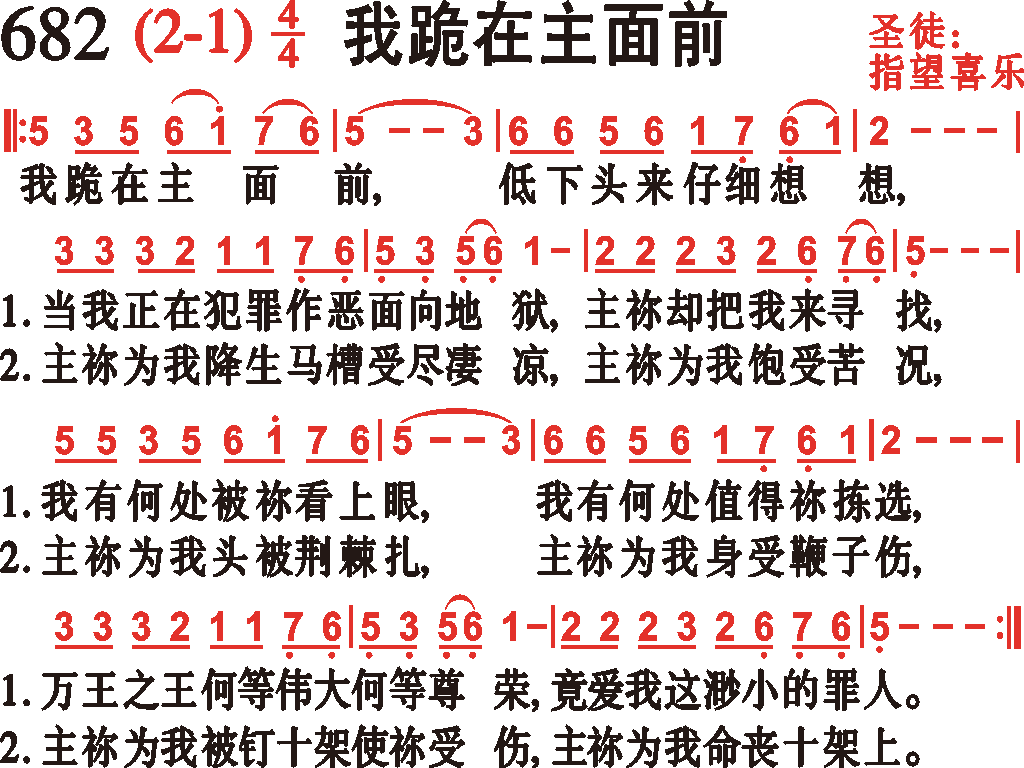 682 (2-1) 4/4 我跪在主面前 圣徒：
指望喜乐
‖:5 3 5 6 1̇ 7 6|5 - - 3|6 6 5 6 1 7̣ 6̣ 1|2 - - -|
我跪在主 面 前, 低下头来仔细想 想,
3 3 3 2 1 1 7̣ 6̣|5̣ 3̣ 5̣6̣ 1-|2 2 2 3 2 6̣ 7̣6̣|5̣- - -|
1.当我正在犯罪作恶面向地 狱, 主祢却把我来寻 找,
2.主祢为我降生马槽受尽凄 凉, 主祢为我饱受苦 况,
5 5 3 5 6 1̇ 7 6|5 - - 3|6 6 5 6 1 7̣ 6̣ 1|2 - - -|
1.我有何处被祢看上眼, 我有何处值得祢拣选,
2.主祢为我头被荆棘扎, 主祢为我身受鞭子伤,
3 3 3 2 1 1 7̣ 6̣|5̣ 3̣ 5̣6̣ 1-|2 2 2 3 2 6̣ 7̣ 6̣|5̣- - - :‖
1.万王之王何等伟大何等尊 荣,竟爱我这渺小的罪人。
2.主祢为我被钉十架使祢受 伤,主祢为我命丧十架上。